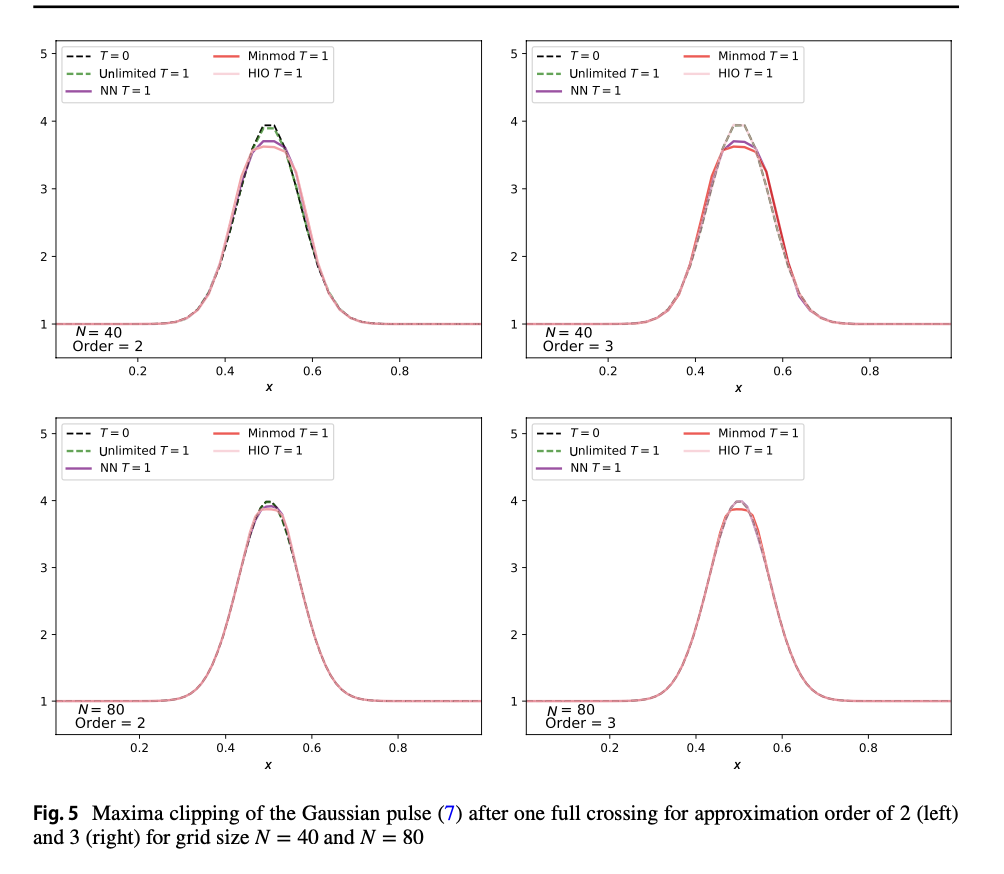 5
4
3
2
1
T = 0
Unlimited T = 1
NN T = 1
Minmod T = 1
HIO T = 1
N = 40
Order = 2
0.2 0.4 0.6 0.8
x
5
4
3
2
1
T = 0
Unlimited T = 1
NN T = 1
Minmod T = 1
HIO T = 1
N = 40
Order = 3
0.2 0.4 0.6 0.8
x
5
4
3
2
1
T = 0
Unlimited T = 1
NN T = 1
Minmod T = 1
HIO T = 1
N = 80
Order = 2
0.2 0.4 0.6 0.8
x
5
4
3
2
1
T = 0
Unlimited T = 1
NN T = 1
Minmod T = 1
HIO T = 1
N = 80
Order = 3
0.2 0.4 0.6 0.8
x
Fig. 5 Maxima clipping of the Gaussian pulse (7) after one full crossing for approximation order of 2 (left)
and 3 (right) for grid size N = 40 and N = 80